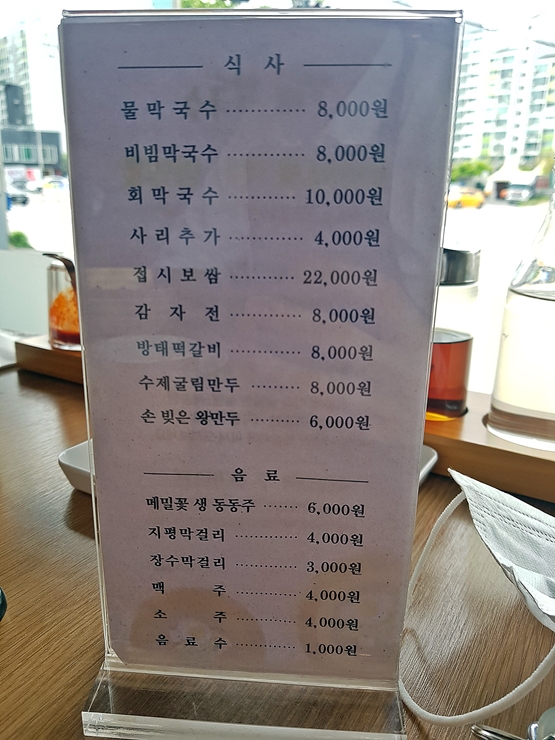 식 사
물막국수 ············· 8,000원
비빔막국수 ············· 8,000원
회막국수 ············· 10,000원
사리추가 ············ 4,000원
접시보쌈 ··········· 22,000원
감 자 전 ············ 8,000원
방태떡갈비 ············ 8,000원
수제굴림만두 ·········· 8,000원
손 빚은 왕만두 ·········· 6,000원
음 료
메밀꽃 생 동동주 ······· 6,000원
지평막걸리 ············ 4,000원
장수막걸리 ············ 3,000원
맥 주 ············ 4,000원
소 주 ············ 4,000원
음 료 수 ············ 1,000원